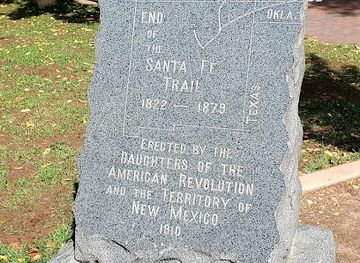 END
OKLA.
OF
THE
SANTA FE
TRAIL
1822 — 1879
TEXAS
ERECTED BY THE
DAUGHTERS OF THE
AMERICAN REVOLUTION
AND THE TERRITORY OF
NEW MEXICO
1910